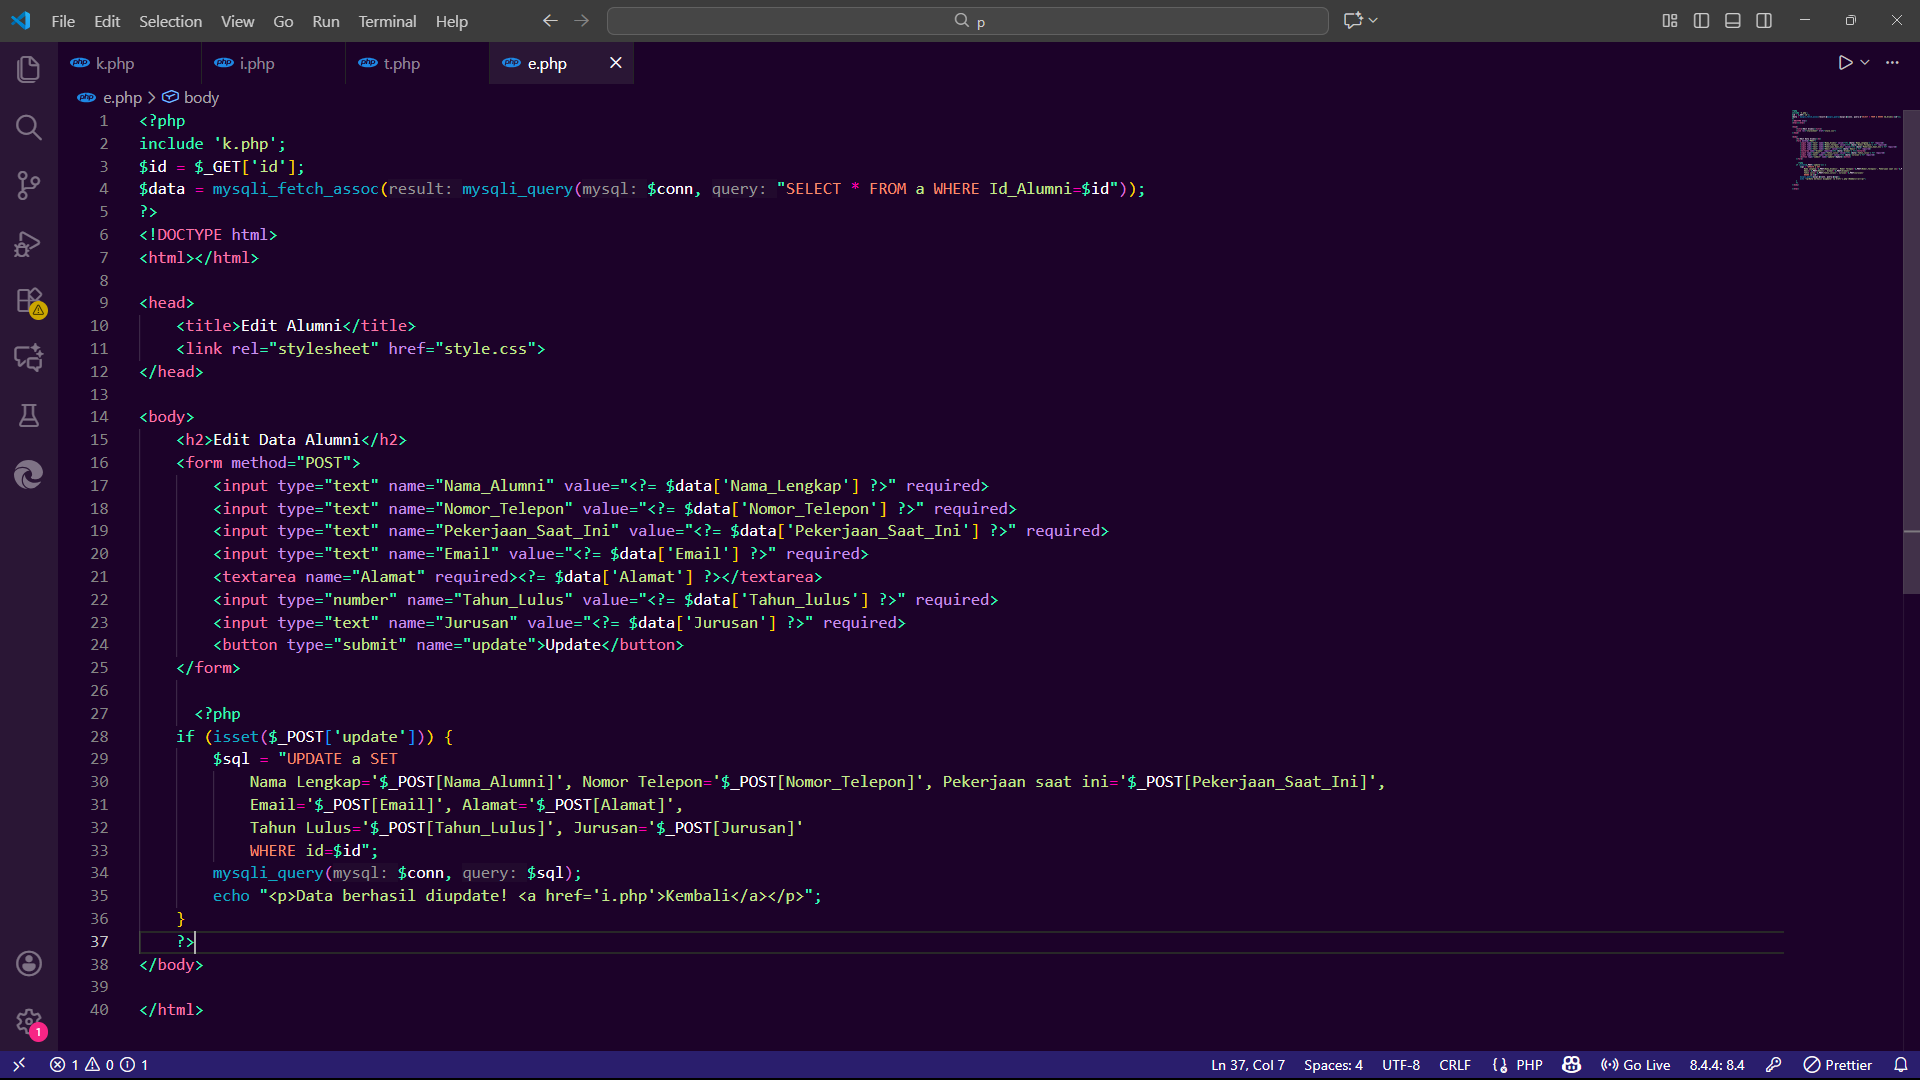 File Edit Selection View Go Run Terminal Help
p
k.php i.php t.php e.php
e.php > body
1 <?php
2 include 'k.php';
3 $id = $_GET['id'];
4 $data = mysqli_fetch_assoc(result: mysqli_query(mysql: $conn, query: "SELECT * FROM a WHERE Id_Alumni=$id"));
5 ?>
6 <!DOCTYPE html>
7 <html></html>
8
9 <head>
10 <title>Edit Alumni</title>
11 <link rel="stylesheet" href="style.css">
12 </head>
13
14 <body>
15 <h2>Edit Data Alumni</h2>
16 <form method="POST">
17 <input type="text" name="Nama_Alumni" value="<?= $data['Nama_Lengkap'] ?>" required>
18 <input type="text" name="Nomor_Telepon" value="<?= $data['Nomor_Telepon'] ?>" required>
19 <input type="text" name="Pekerjaan_Saat_Ini" value="<?= $data['Pekerjaan_Saat_Ini'] ?>" required>
20 <input type="text" name="Email" value="<?= $data['Email'] ?>" required>
21 <textarea name="Alamat" required><?= $data['Alamat'] ?></textarea>
22 <input type="number" name="Tahun_Lulus" value="<?= $data['Tahun_lulus'] ?>" required>
23 <input type="text" name="Jurusan" value="<?= $data['Jurusan'] ?>" required>
24 <button type="submit" name="update">Update</button>
25 </form>
26
27 <?php
28 if (isset($_POST['update'])) {
29 $sql = "UPDATE a SET
30 Nama Lengkap='$_POST[Nama_Alumni]', Nomor Telepon='$_POST[Nomor_Telepon]', Pekerjaan saat ini='$_POST[Pekerjaan_Saat_Ini]',
31 Email='$_POST[Email]', Alamat='$_POST[Alamat]',
32 Tahun Lulus='$_POST[Tahun_Lulus]', Jurusan='$_POST[Jurusan]'
33 WHERE id=$id";
34 mysqli_query(mysql: $conn, query: $sql);
35 echo "<p>Data berhasil diupdate! <a href='i.php'>Kembali</a></p>";
36 }
37 ?>
38 </body>
39
40 </html>
1
1 0 1 Ln 37, Col 7 Spaces: 4 UTF-8 CRLF PHP Go Live 8.4.4: 8.4 Prettier